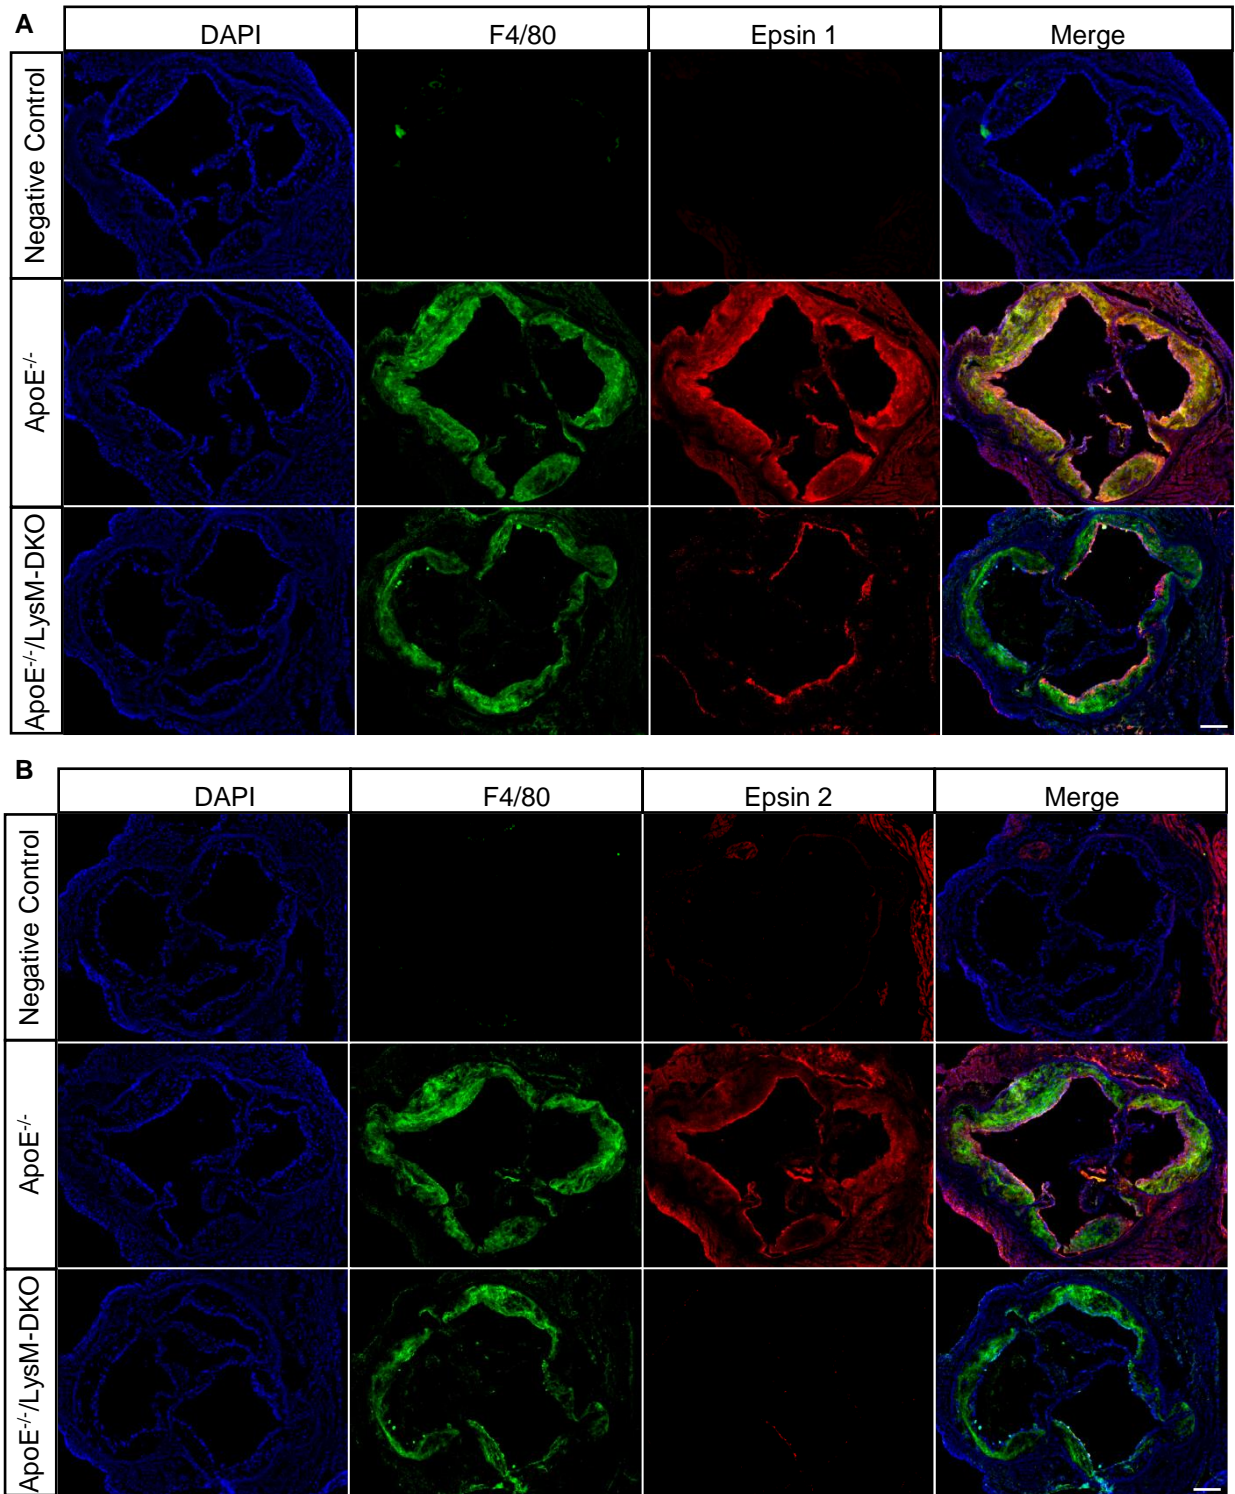 A
DAPI F4/80 Epsin 1 Merge
Negative Control
ApoE-/-
ApoE-/-/LysM-DKO
B
DAPI F4/80 Epsin 2 Merge
Negative Control
ApoE-/-
ApoE-/-/LysM-DKO